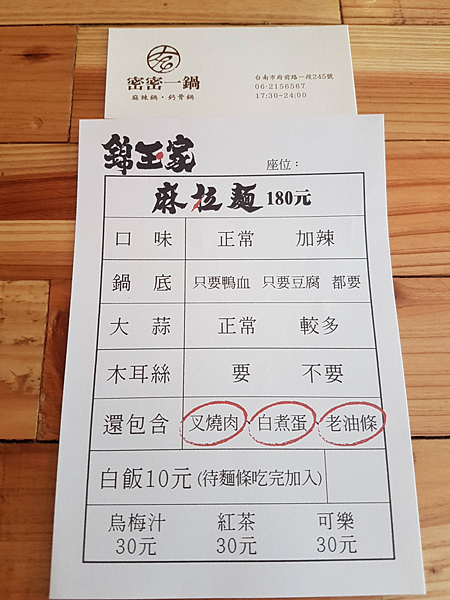 密密一鍋
麻辣鍋・鈣骨鍋
台南市府前路一段245號
06-2156567
17:30~24:00
錦玉家
座位：
麻拉麵 180元
口味 正常 加辣
鍋底 只要鴨血 只要豆腐 都要
大蒜 正常 較多
木耳絲 要 不要
還包含 叉燒肉、白煮蛋、老油條
白飯10元(待麵條吃完加入)
烏梅汁 紅茶 可樂
30元 30元 30元